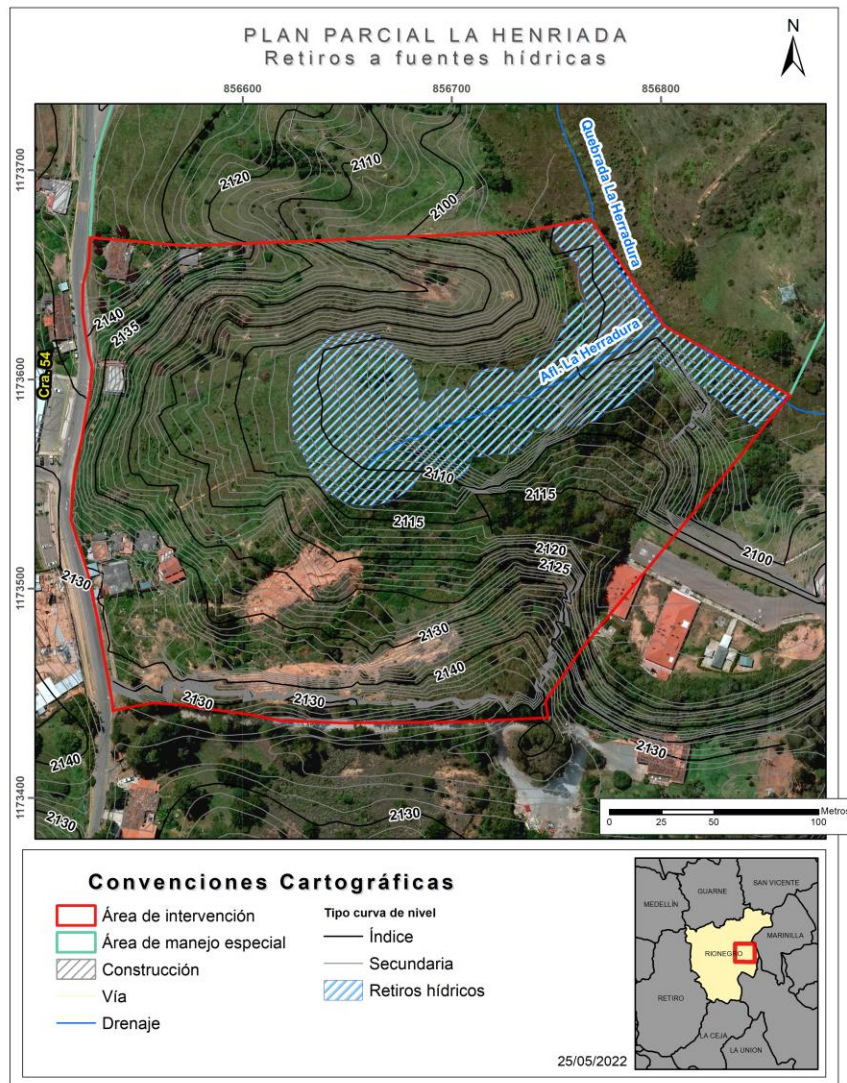 PLAN PARCIAL LA HENRIADA
Retiros a fuentes hídricas
N
856600
856700
856800
1173700
1173600
1173500
1173400
2120
2110
2100
Quebrada La Herradura
2140
2135
Cra. 54
Afl. La Herradura
2110
2115
2115
2120
2125
2100
2130
2130
2140
2130
2130
2130
2140
2130
2130
Metros
0
25
50
100
Convenciones Cartográficas
Área de intervención
Área de manejo especial
Construcción
Vía
Drenaje
Tipo curva de nivel
Índice
Secundaria
Retiros hídricos
SAN VICENTE
GUARNE
MEDELLÍN
MARINILLA
RIONEGRO
RETIRO
LA CEJA
LA UNION
25/05/2022